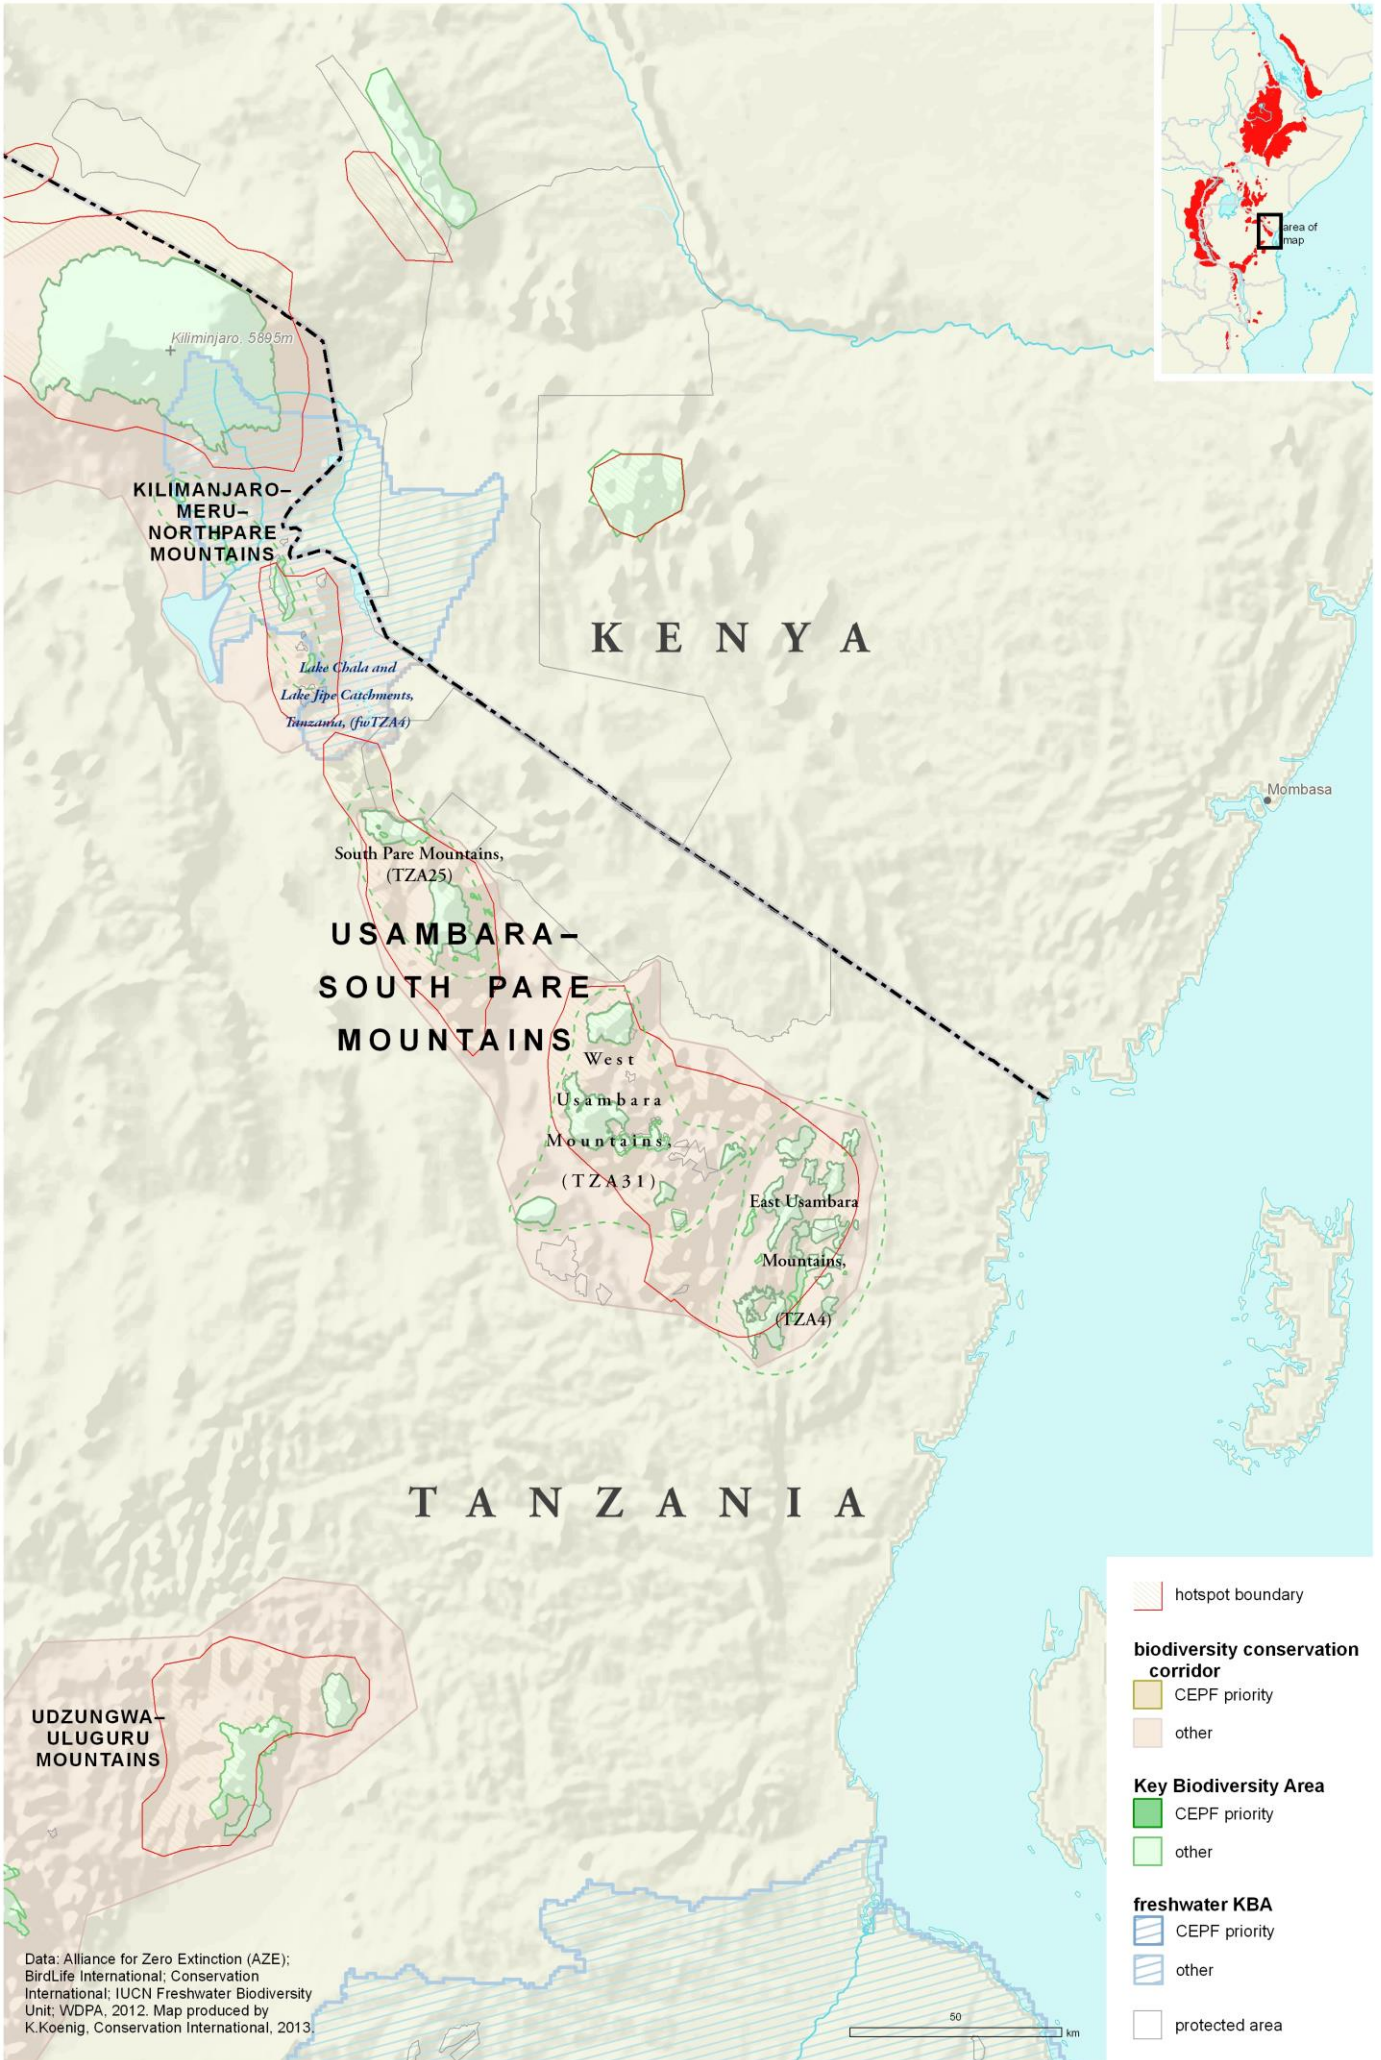 area of
map
Kiliminjaro, 5895m
KILIMANJARO–
MERU–
NORTHPARE
MOUNTAINS
KENYA
Lake Chala and
Lake Jipe Catchments,
Tanzania, (fwTZA4)
Mombasa
South Pare Mountains,
(TZA25)
USAMBARA–
SOUTH PARE
MOUNTAINS
West
Usambara
Mountains,
(TZA31)
East Usambara
Mountains,
(TZA4)
TANZANIA
UDZUNGWA–
ULUGURU
MOUNTAINS
hotspot boundary
biodiversity conservation
corridor
CEPF priority
other
Key Biodiversity Area
CEPF priority
other
freshwater KBA
CEPF priority
other
protected area
Data: Alliance for Zero Extinction (AZE);
BirdLife International; Conservation
International; IUCN Freshwater Biodiversity
Unit; WDPA, 2012. Map produced by
K.Koenig, Conservation International, 2013.
50
km